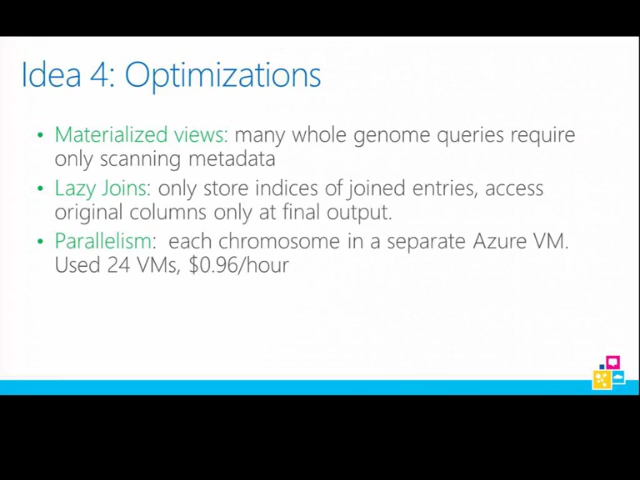 Idea 4: Optimizations
• Materialized views: many whole genome queries require
only scanning metadata
• Lazy Joins: only store indices of joined entries, access
original columns only at final output.
• Parallelism: each chromosome in a separate Azure VM.
Used 24 VMs, $0.96/hour